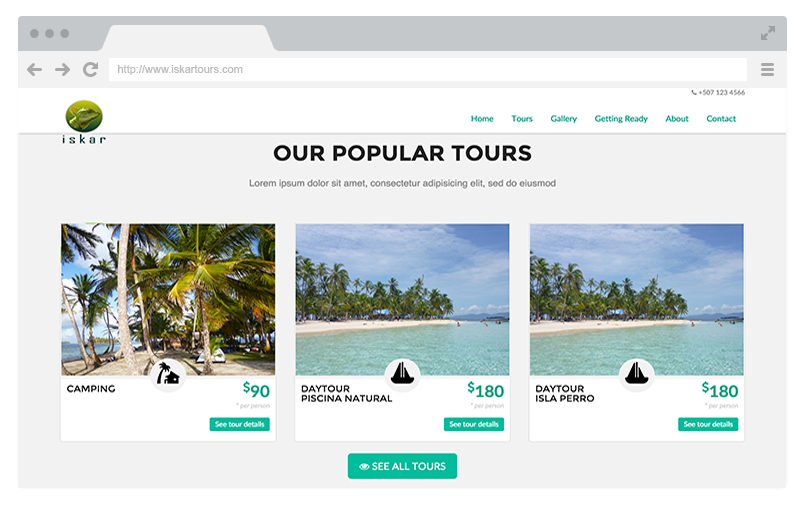 http://www.iskartours.com
+507 123 4566
iskar
Home Tours Gallery Getting Ready About Contact
OUR POPULAR TOURS
Lorem ipsum dolor sit amet, consectetur adipisicing elit, sed do eiusmod
CAMPING
$90
* per person
See tour details
DAYTOUR
PISCINA NATURAL
$180
* per person
See tour details
DAYTOUR
ISLA PERRO
$180
* per person
See tour details
SEE ALL TOURS